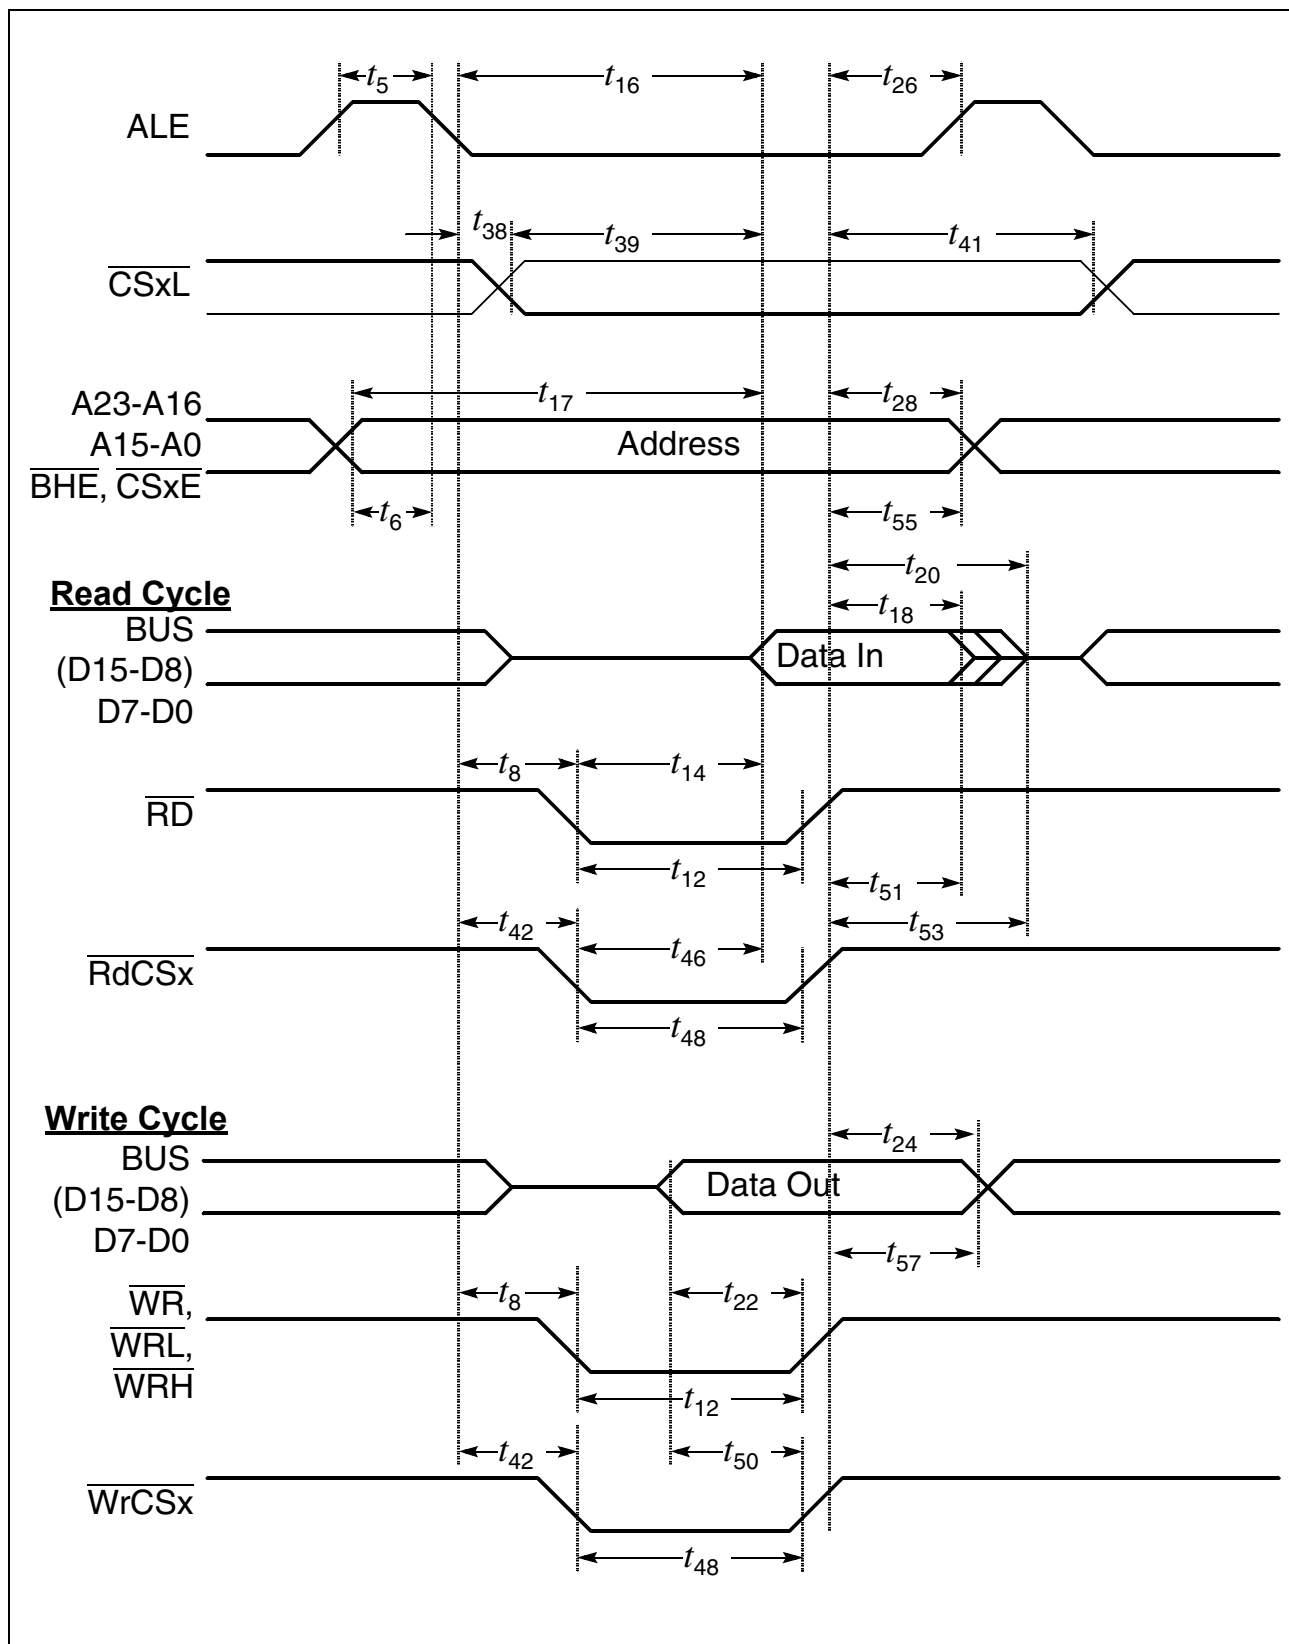 t5 t16 t26
ALE
t38 t39 t41
CSxL
t17 t28
A23-A16
A15-A0 Address
BHE, CSxE
t6 t55
t20
Read Cycle
t18
BUS
(D15-D8) Data In
D7-D0
t8 t14
RD
t12 t51
t42 t46 t53
RdCSx
t48
Write Cycle
t24
BUS
(D15-D8) Data Out
D7-D0
t57
t8 t22
WR,
WRL,
WRH
t12
t42 t50
WrCSx
t48